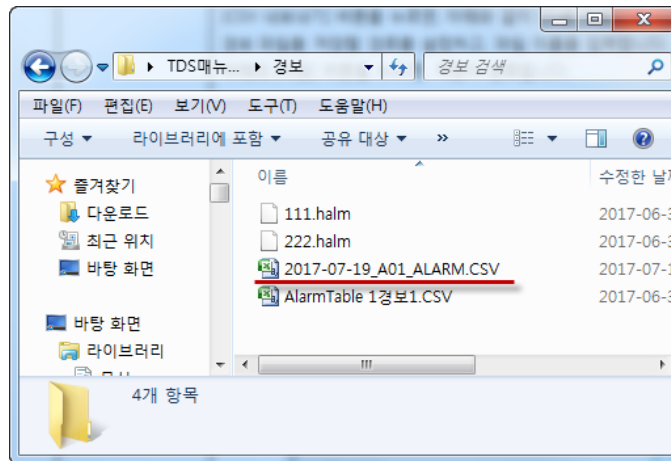 TDS매뉴... ▸ 경보
경보 검색
파일(F) 편집(E) 보기(V) 도구(T) 도움말(H)
구성 라이브러리에 포함 공유 대상 »
즐겨찾기
다운로드
최근 위치
바탕 화면
바탕 화면
라이브러리
이름 수정한 날
111.halm 2017-06-3
222.halm 2017-06-3
2017-07-19_A01_ALARM.CSV 2017-07-1
AlarmTable 1경보1.CSV 2017-06-3
4개 항목